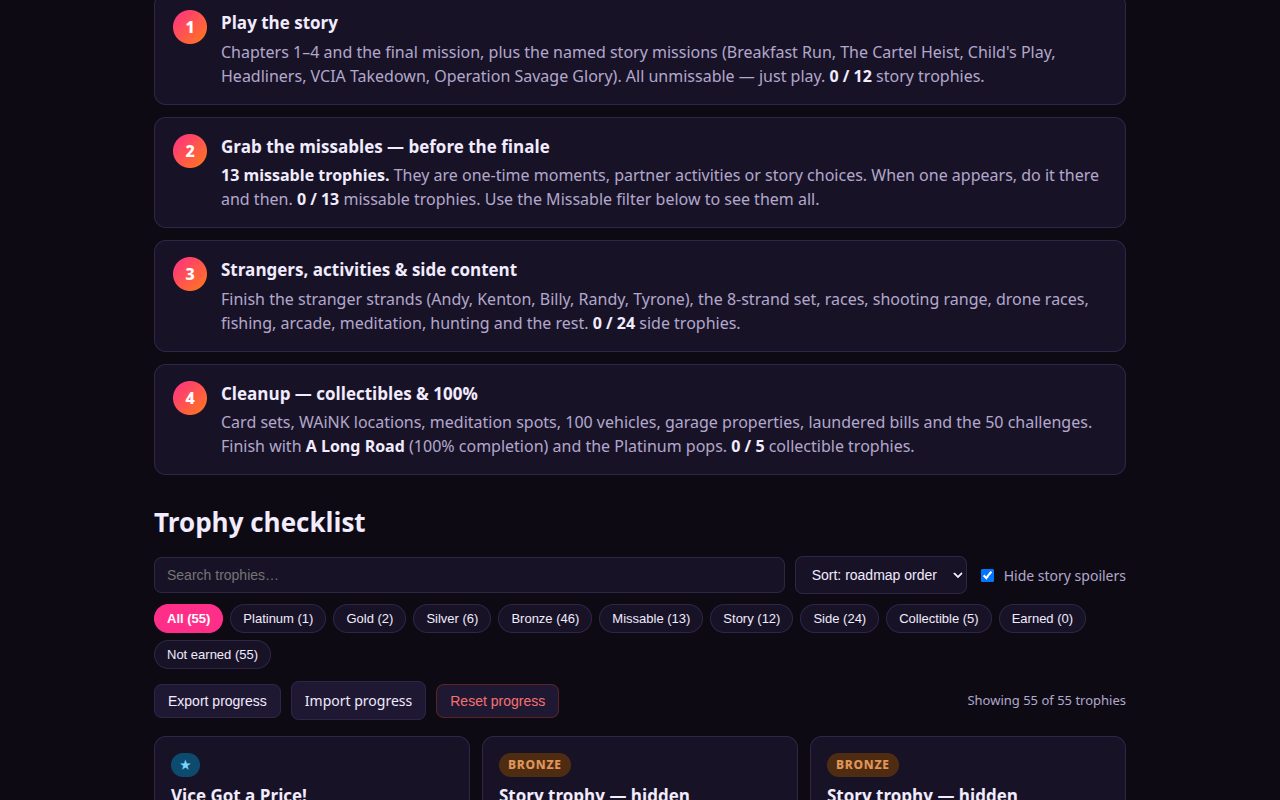 1
Play the story
Chapters 1–4 and the final mission, plus the named story missions (Breakfast Run, The Cartel Heist, Child's Play,
Headliners, VCIA Takedown, Operation Savage Glory). All unmissable — just play. 0 / 12 story trophies.
2
Grab the missables — before the finale
13 missable trophies. They are one-time moments, partner activities or story choices. When one appears, do it there
and then. 0 / 13 missable trophies. Use the Missable filter below to see them all.
3
Strangers, activities & side content
Finish the stranger strands (Andy, Kenton, Billy, Randy, Tyrone), the 8-strand set, races, shooting range, drone races,
fishing, arcade, meditation, hunting and the rest. 0 / 24 side trophies.
4
Cleanup — collectibles & 100%
Card sets, WAiNK locations, meditation spots, 100 vehicles, garage properties, laundered bills and the 50 challenges.
Finish with A Long Road (100% completion) and the Platinum pops. 0 / 5 collectible trophies.
Trophy checklist
Search trophies… Sort: roadmap order Hide story spoilers
All (55) Platinum (1) Gold (2) Silver (6) Bronze (46) Missable (13) Story (12) Side (24) Collectible (5) Earned (0)
Not earned (55)
Export progress Import progress Reset progress Showing 55 of 55 trophies
★ BRONZE BRONZE
Vice Got a Price! Story trophy — hidden Story trophy — hidden